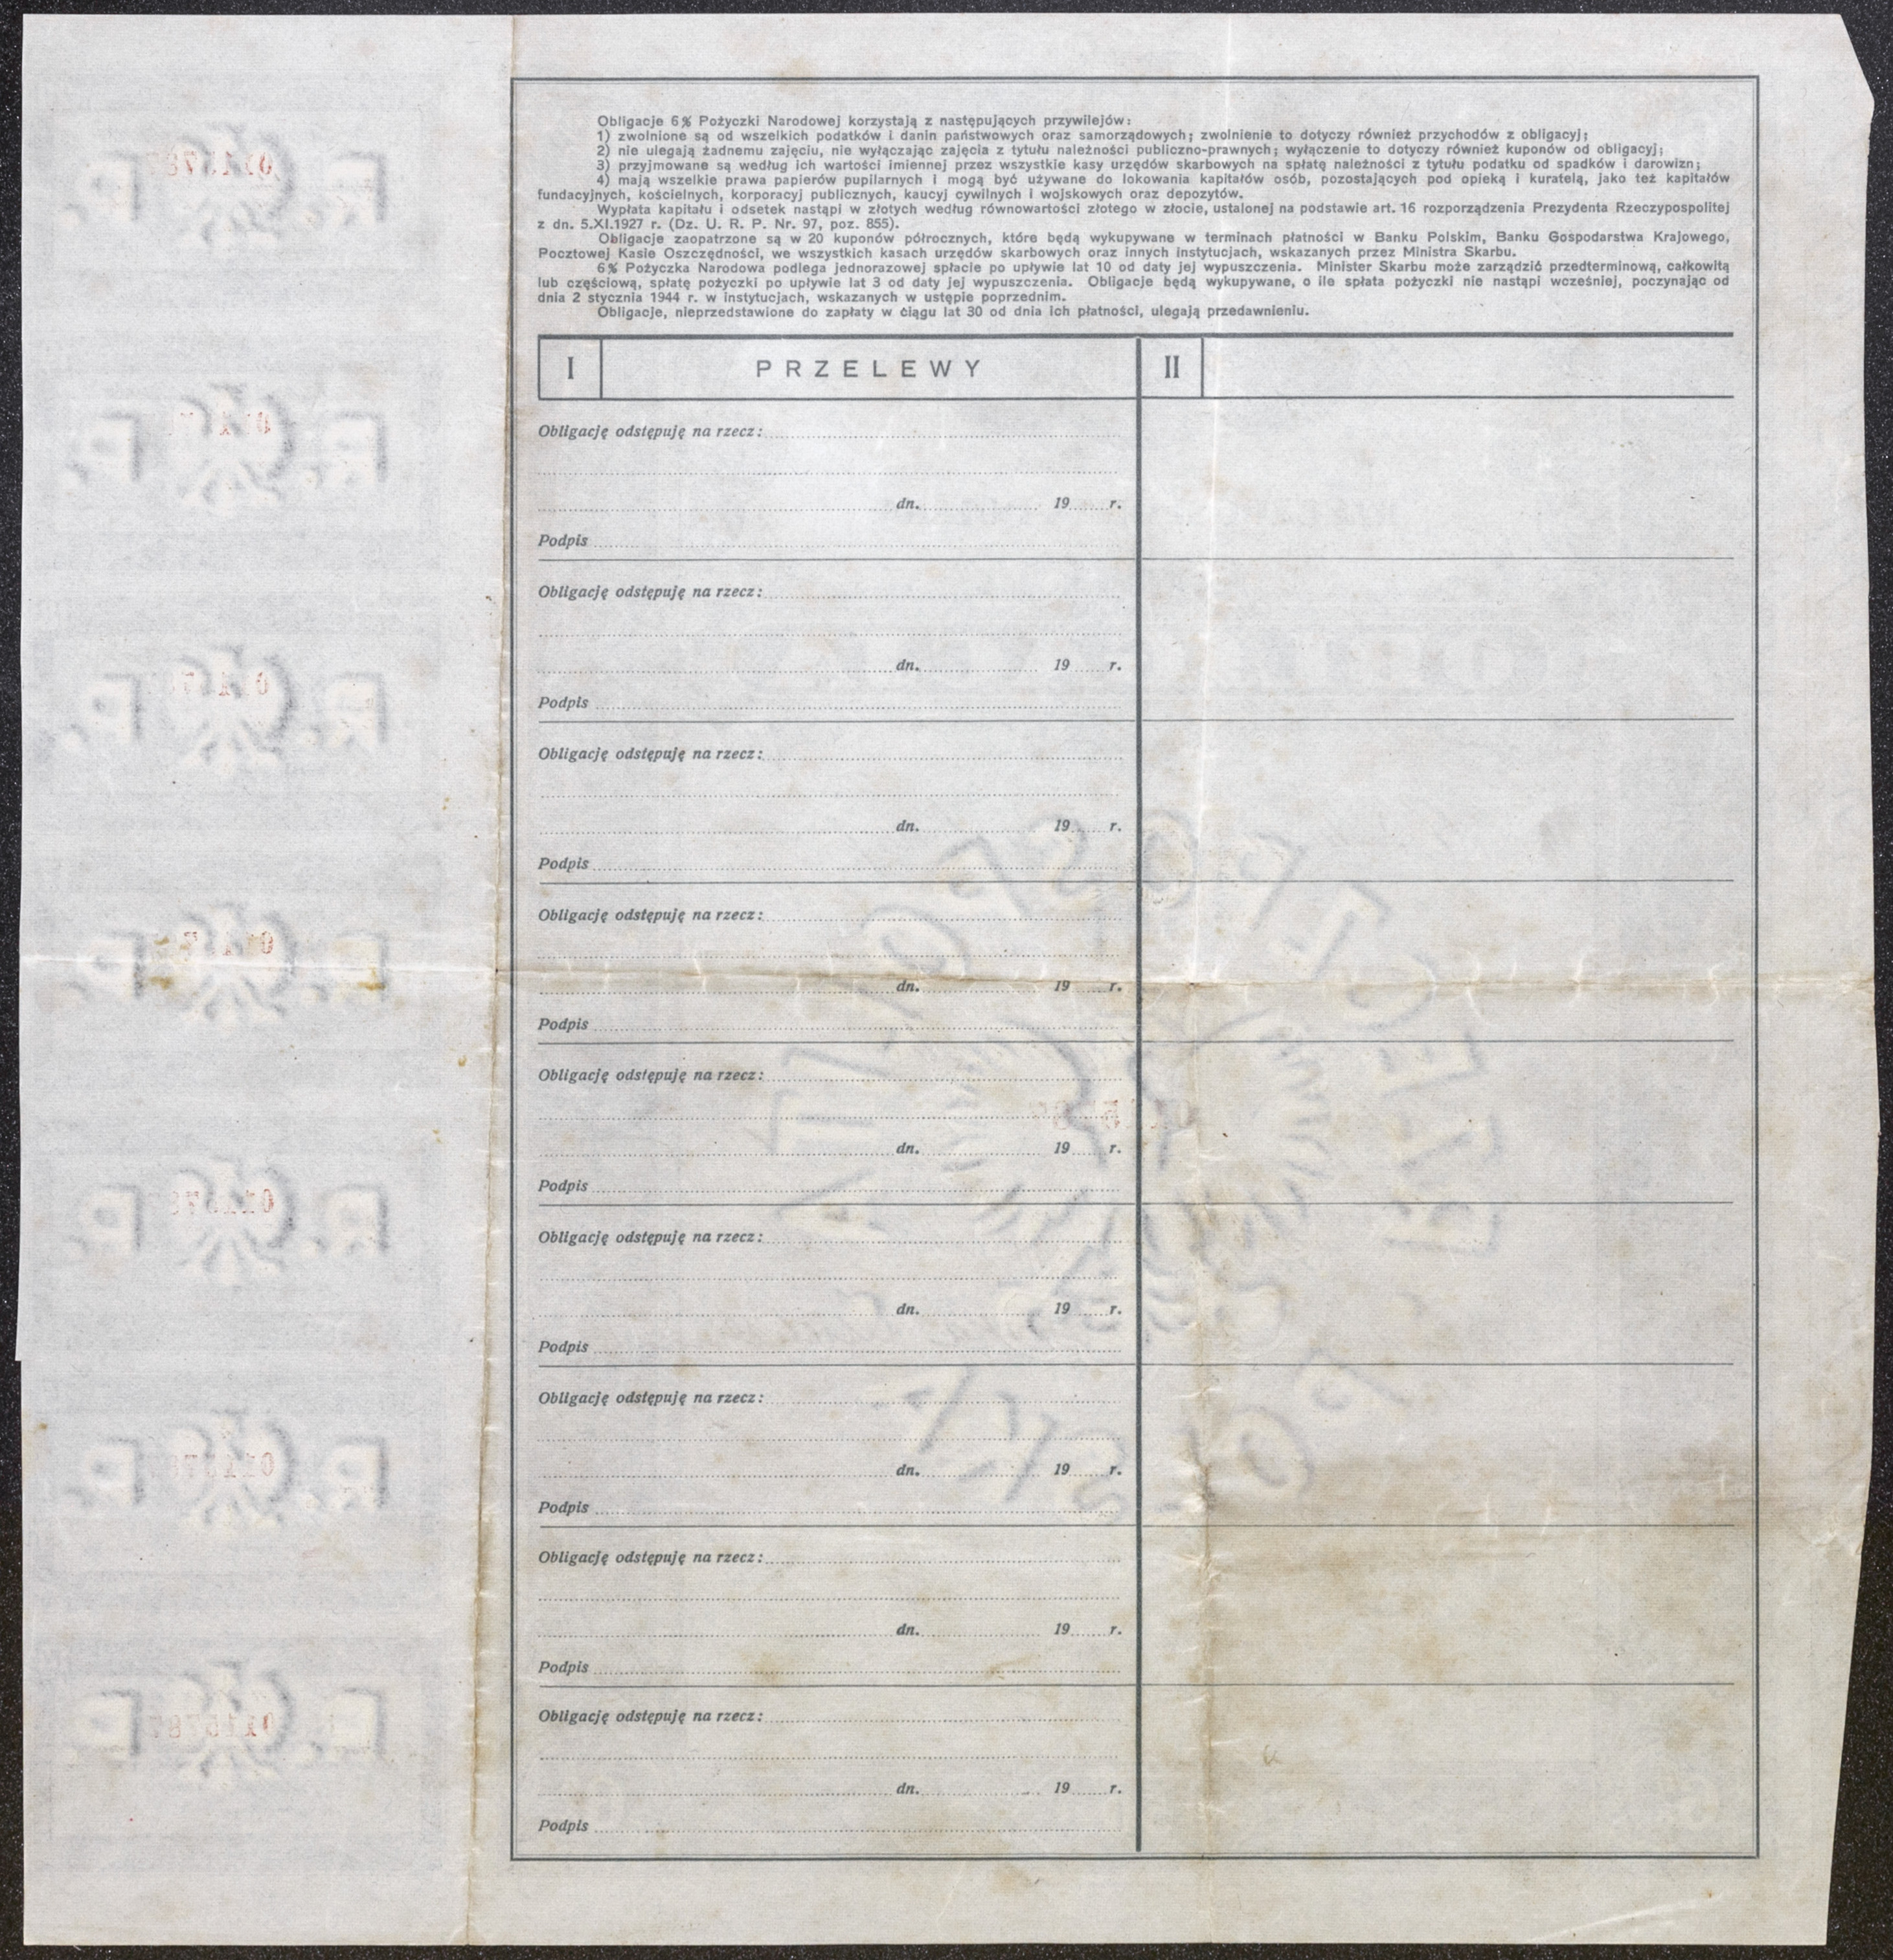 Obligacje 6% Pożyczki Narodowej korzystają z następujących przywilejów:
1) zwolnione są od wszelkich podatków i danin państwowych oraz samorządowych; zwolnienie to dotyczy również przychodów z obligacyj;
2) nie ulegają żadnemu zajęciu, nie wyłączając zajęcia z tytułu należności publiczno-prawnych; wyłączenie to dotyczy również kuponów od obligacyj;
3) przyjmowane są według ich wartości imiennej przez wszystkie kasy urzędów skarbowych na spłatę należności z tytułu podatku od spadków i darowizn;
4) mają wszelkie prawa papierów pupilarnych i mogą być używane do lokowania kapitałów osób, pozostających pod opieką i kuratelą, jako też kapitałów
fundacyjnych, kościelnych, korporacyj publicznych, kaucyj cywilnych i wojskowych oraz depozytów.
Wypłata kapitału i odsetek nastąpi w złotych według równowartości złotego w złocie, ustalonej na podstawie art. 16 rozporządzenia Prezydenta Rzeczypospolitej
z dn. 5.XI.1927 r. (Dz. U. R. P. Nr. 97, poz. 855).
Obligacje zaopatrzone są w 20 kuponów półrocznych, które będą wykupywane w terminach płatności w Banku Polskim, Banku Gospodarstwa Krajowego,
Pocztowej Kasie Oszczędności, we wszystkich kasach urzędów skarbowych oraz innych instytucjach, wskazanych przez Ministra Skarbu.
6% Pożyczka Narodowa podlega jednorazowej spłacie po upływie lat 10 od daty jej wypuszczenia. Minister Skarbu może zarządzić przedterminową, całkowitą
lub częściową, spłatę pożyczki po upływie lat 3 od daty jej wypuszczenia. Obligacje będą wykupywane, o ile spłata pożyczki nie nastąpi wcześniej, poczynając od
dnia 2 stycznia 1944 r. w instytucjach, wskazanych w ustępie poprzednim.
Obligacje, nieprzedstawione do zapłaty w ciągu lat 30 od dnia ich płatności, ulegają przedawnieniu.
I PRZELEWY II
Obligację odstępuję na rzecz:
dn. 19 r.
Podpis
Obligację odstępuję na rzecz:
dn. 19 r.
Podpis
Obligację odstępuję na rzecz:
dn. 19 r.
Podpis
Obligację odstępuję na rzecz:
dn. 19 r.
Podpis
Obligację odstępuję na rzecz:
dn. 19 r.
Podpis
Obligację odstępuję na rzecz:
dn. 19 r.
Podpis
Obligację odstępuję na rzecz:
dn. 19 r.
Podpis
Obligację odstępuję na rzecz:
dn. 19 r.
Podpis
Obligację odstępuję na rzecz:
dn. 19 r.
Podpis